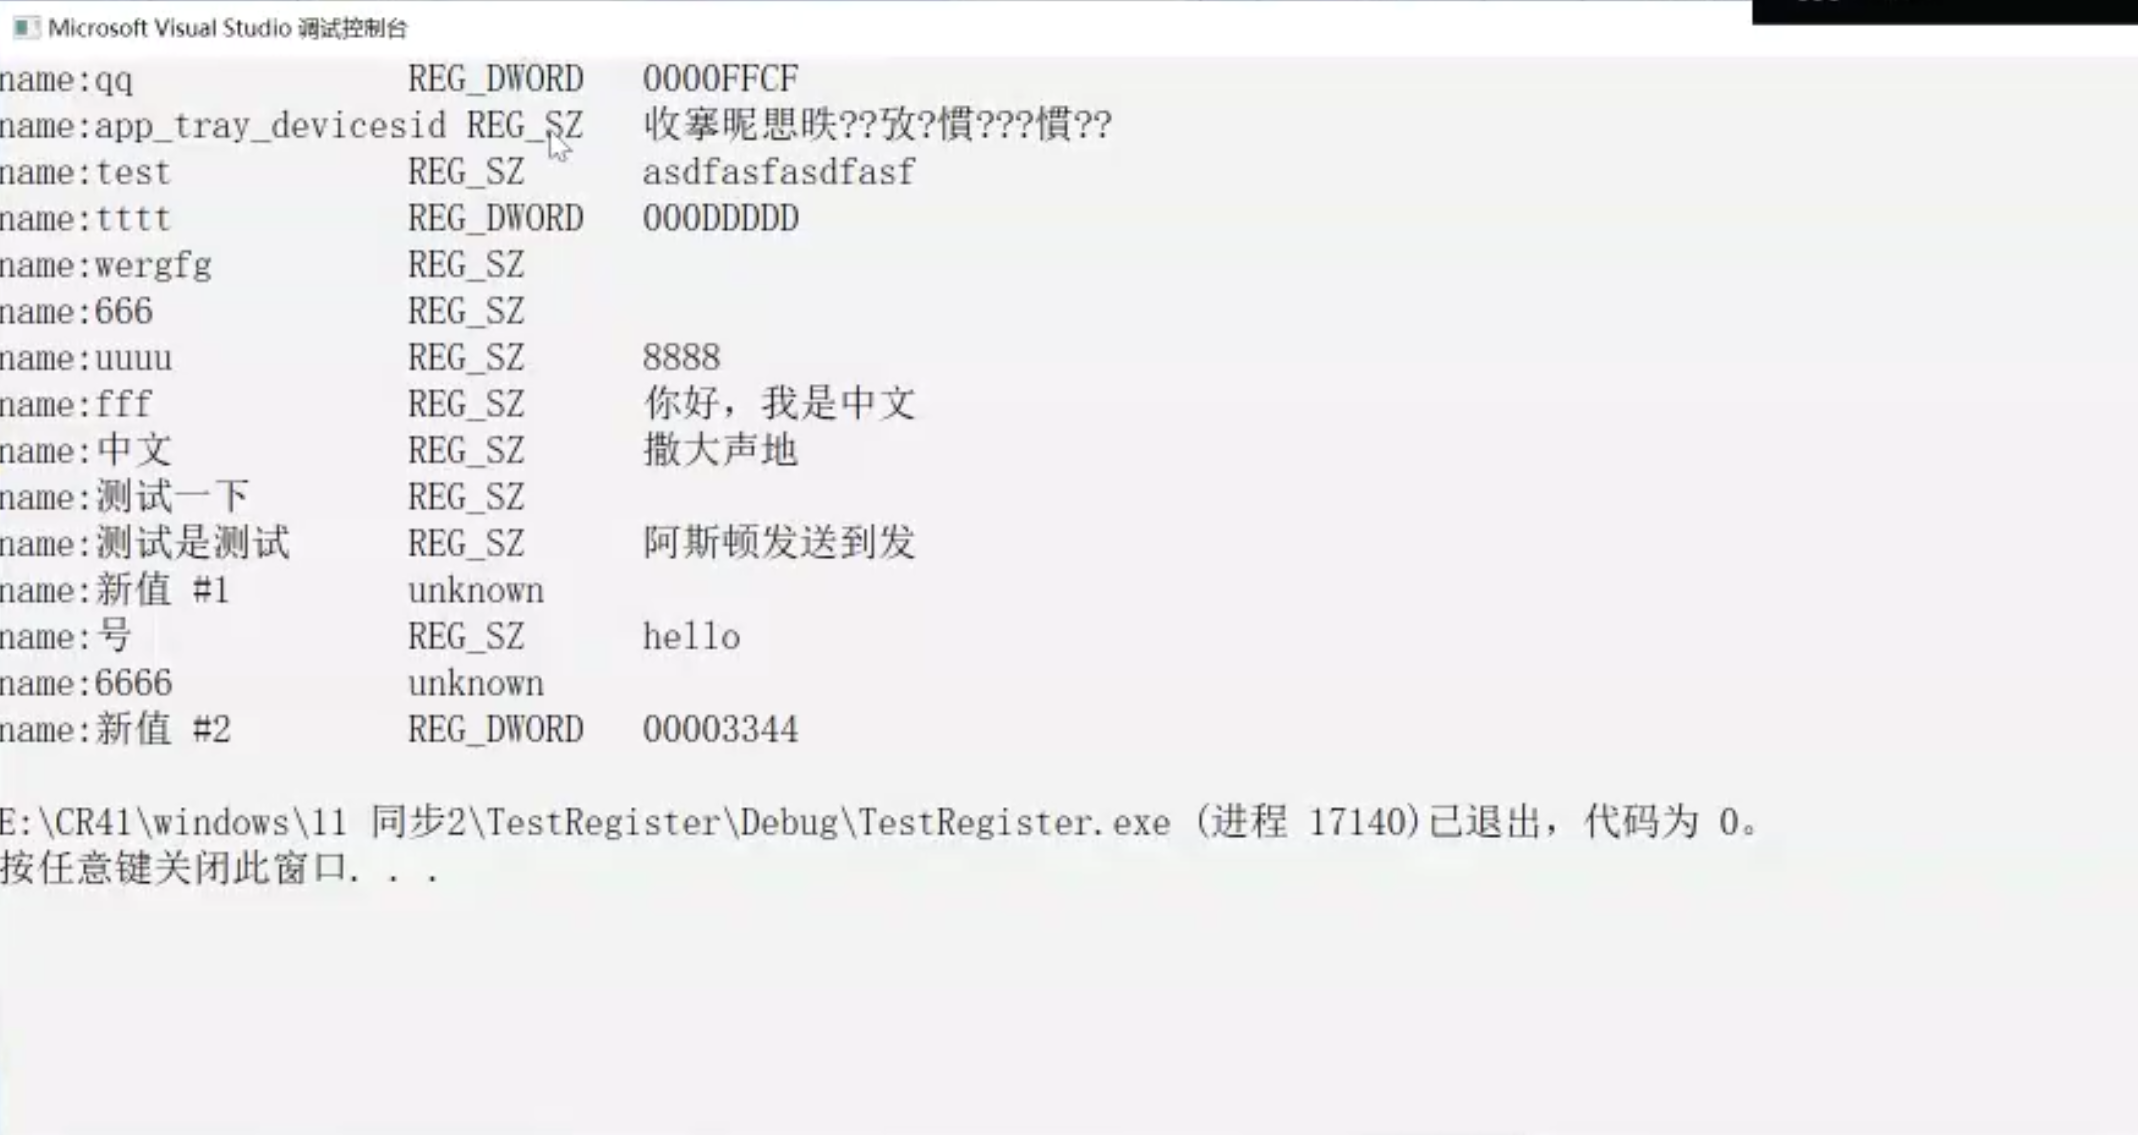 Microsoft Visual Studio 调试控制台
name:qq REG_DWORD 0000FFCF
name:app_tray_devicesid REG_SZ 收搴昵思昳??攷?慣???慣??
name:test REG_SZ asdfasfasdfasf
name:tttt REG_DWORD 000DDDDD
name:wergfg REG_SZ
name:666 REG_SZ
name:uuuu REG_SZ 8888
name:fff REG_SZ 你好，我是中文
name:中文 REG_SZ 撒大声地
name:测试一下 REG_SZ
name:测试是测试 REG_SZ 阿斯顿发送到发
name:新值 #1 unknown
name:号 REG_SZ hello
name:6666 unknown
name:新值 #2 REG_DWORD 00003344
E:\CR41\windows\11 同步2\TestRegister\Debug\TestRegister.exe (进程 17140)已退出，代码为 0。
按任意键关闭此窗口. . .